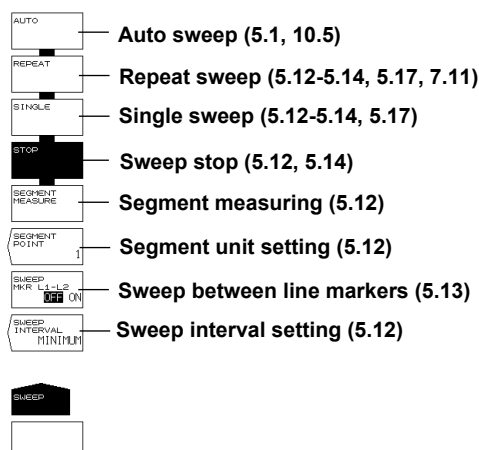 AUTO
Auto sweep (5.1, 10.5)
REPEAT
Repeat sweep (5.12-5.14, 5.17, 7.11)
SINGLE
Single sweep (5.12-5.14, 5.17)
STOP
Sweep stop (5.12, 5.14)
SEGMENT
MEASURE
Segment measuring (5.12)
SEGMENT
POINT
1
Segment unit setting (5.12)
SWEEP
MKR L1-L2
OFF ON
Sweep between line markers (5.13)
SWEEP
INTERVAL
MINIMUM
Sweep interval setting (5.12)
SWEEP